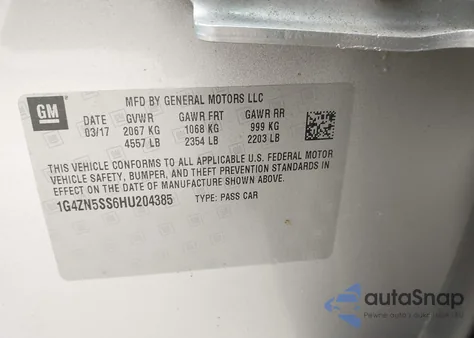 GM
MFD BY GENERAL MOTORS LLC
DATE GVWR GAWR FRT GAWR RR
03/17 2067 KG 1068 KG 999 KG
4557 LB 2354 LB 2203 LB
THIS VEHICLE CONFORMS TO ALL APPLICABLE U.S. FEDERAL MOTOR
VEHICLE SAFETY, BUMPER, AND THEFT PREVENTION STANDARDS IN
EFFECT ON THE DATE OF MANUFACTURE SHOWN ABOVE.
1G4ZN5SS6HU204385 TYPE: PASS CAR
autoSnap